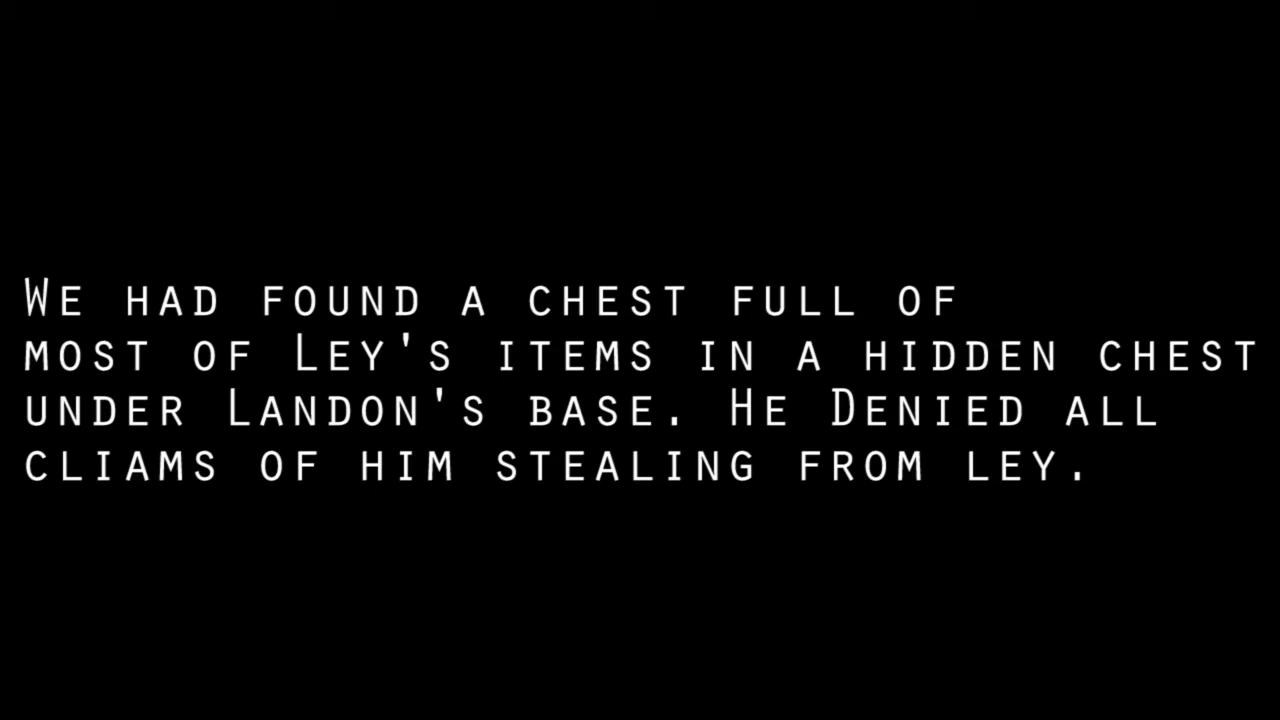 We had found a chest full of
most of Ley's items in a hidden chest
under Landon's base. He Denied all
cliams of him stealing from ley.